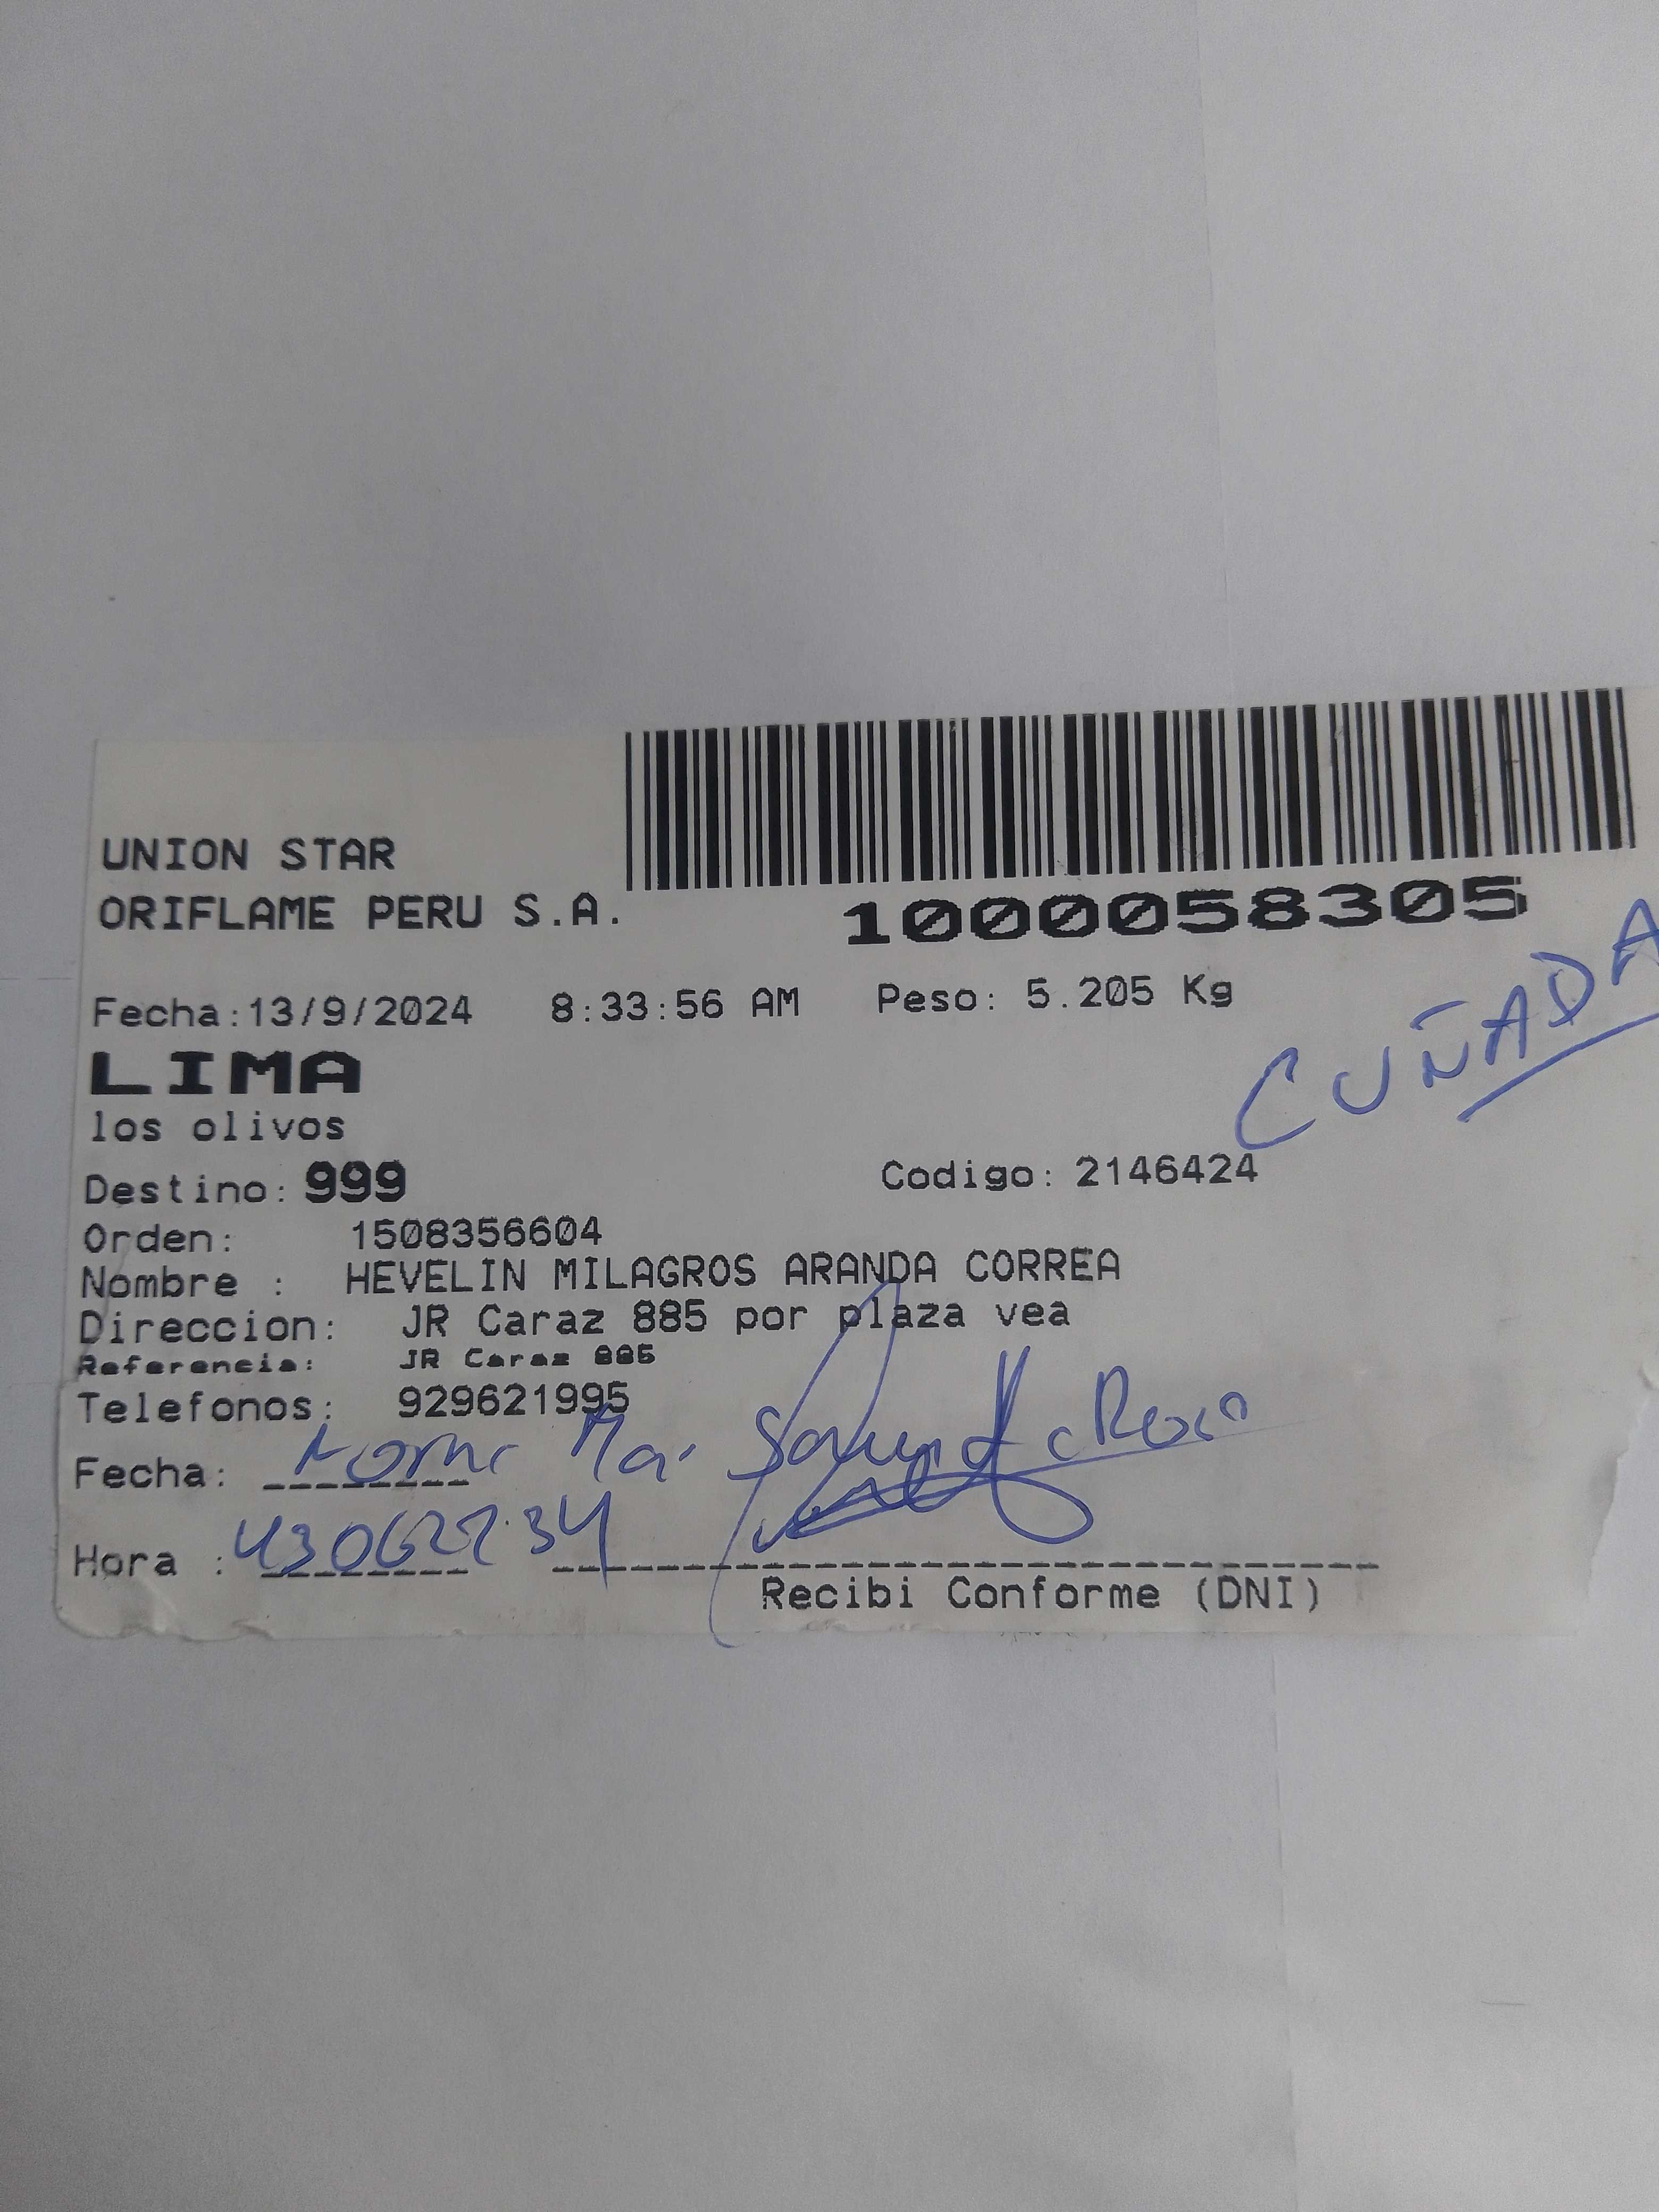 UNION STAR
ORIFLAME PERU S.A.
1000058305
Fecha:13/9/2024 8:33:56 AM Peso: 5.205 Kg
CUÑADA
LIMA
los olivos
Destino: 999 Codigo: 2146424
Orden: 1508356604
Nombre : HEVELIN MILAGROS ARANDA CORREA
Direccion: JR Caraz 885 por plaza vea
Referencia: JR Caraz 885
Telefonos: 929621995
Fecha:
Hora :
Recibi Conforme (DNI)